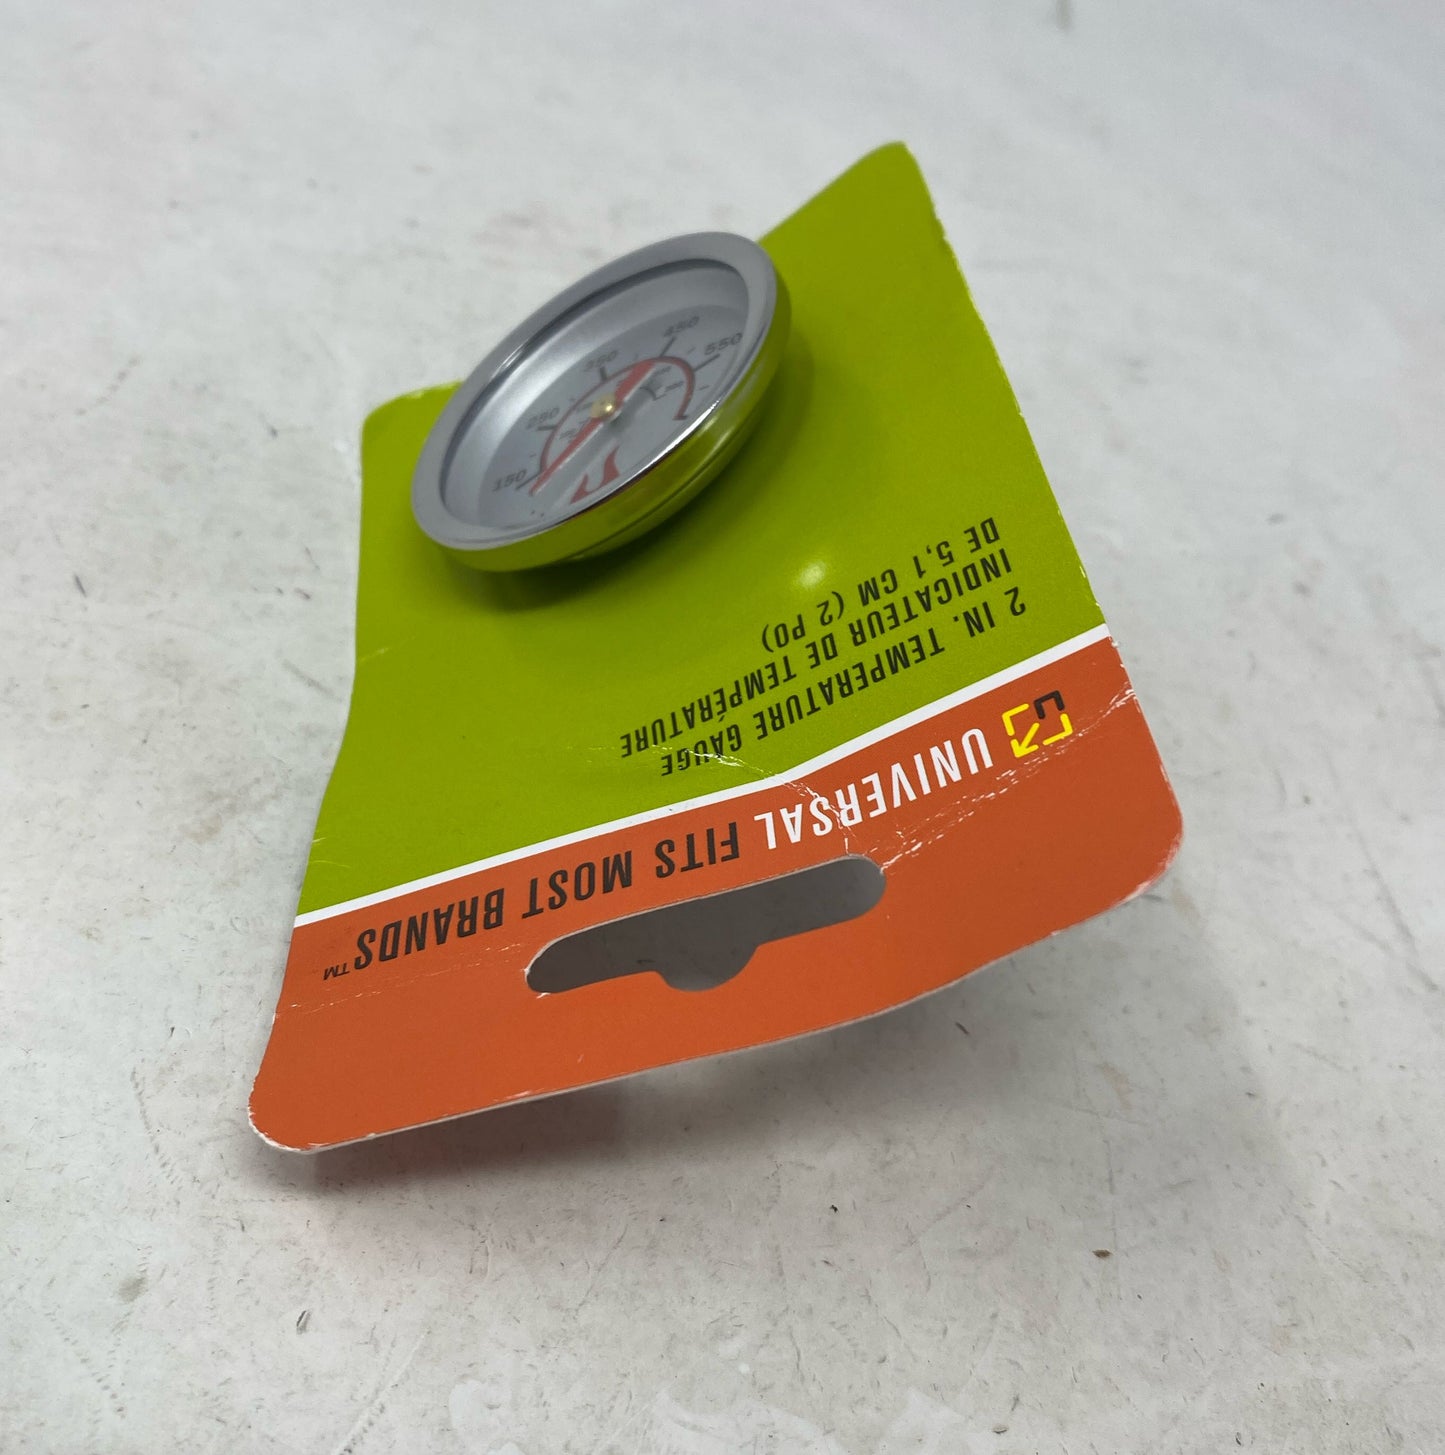 UNIVERSAL FITS MOST BRANDS™
2 IN. TEMPERATURE GAUGE
INDICATEUR DE TEMPÉRATURE
DE 5,1 CM (2 PO)
150
250
350
450
550